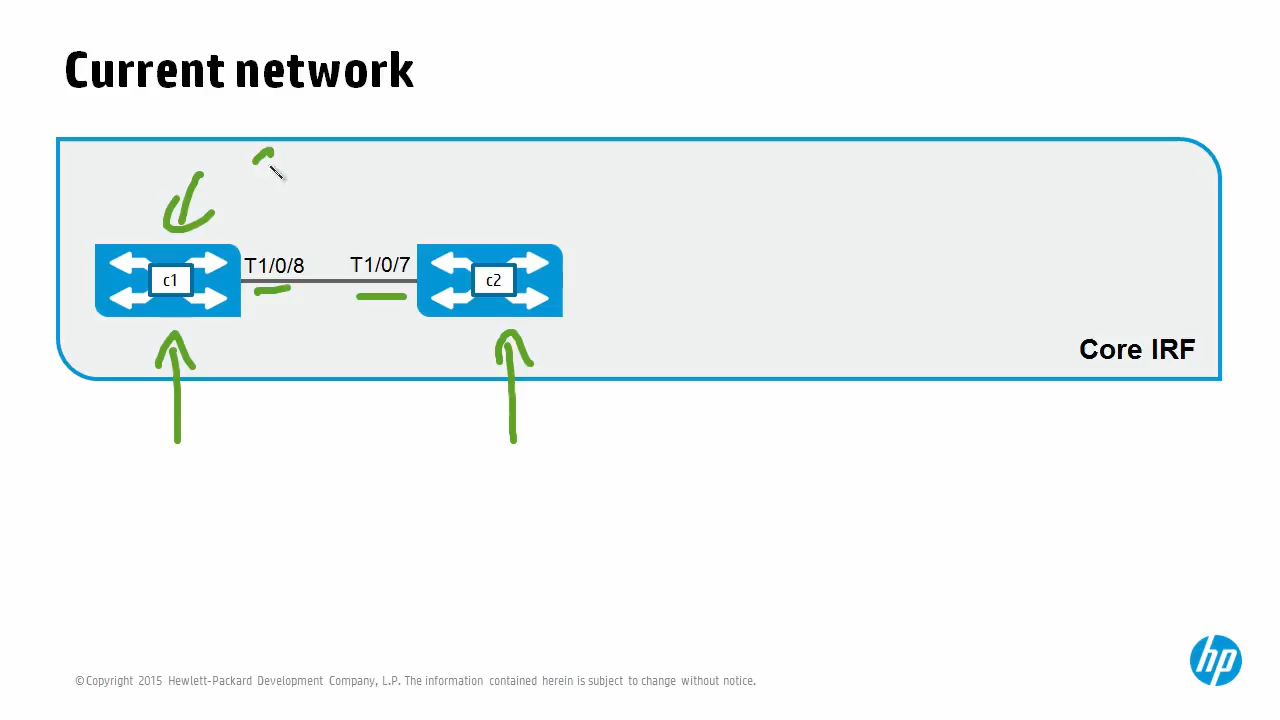 Current network
T1/0/8 T1/0/7
c1 c2
Core IRF
hp
©Copyright 2015 Hewlett-Packard Development Company, L.P. The information contained herein is subject to change without notice.